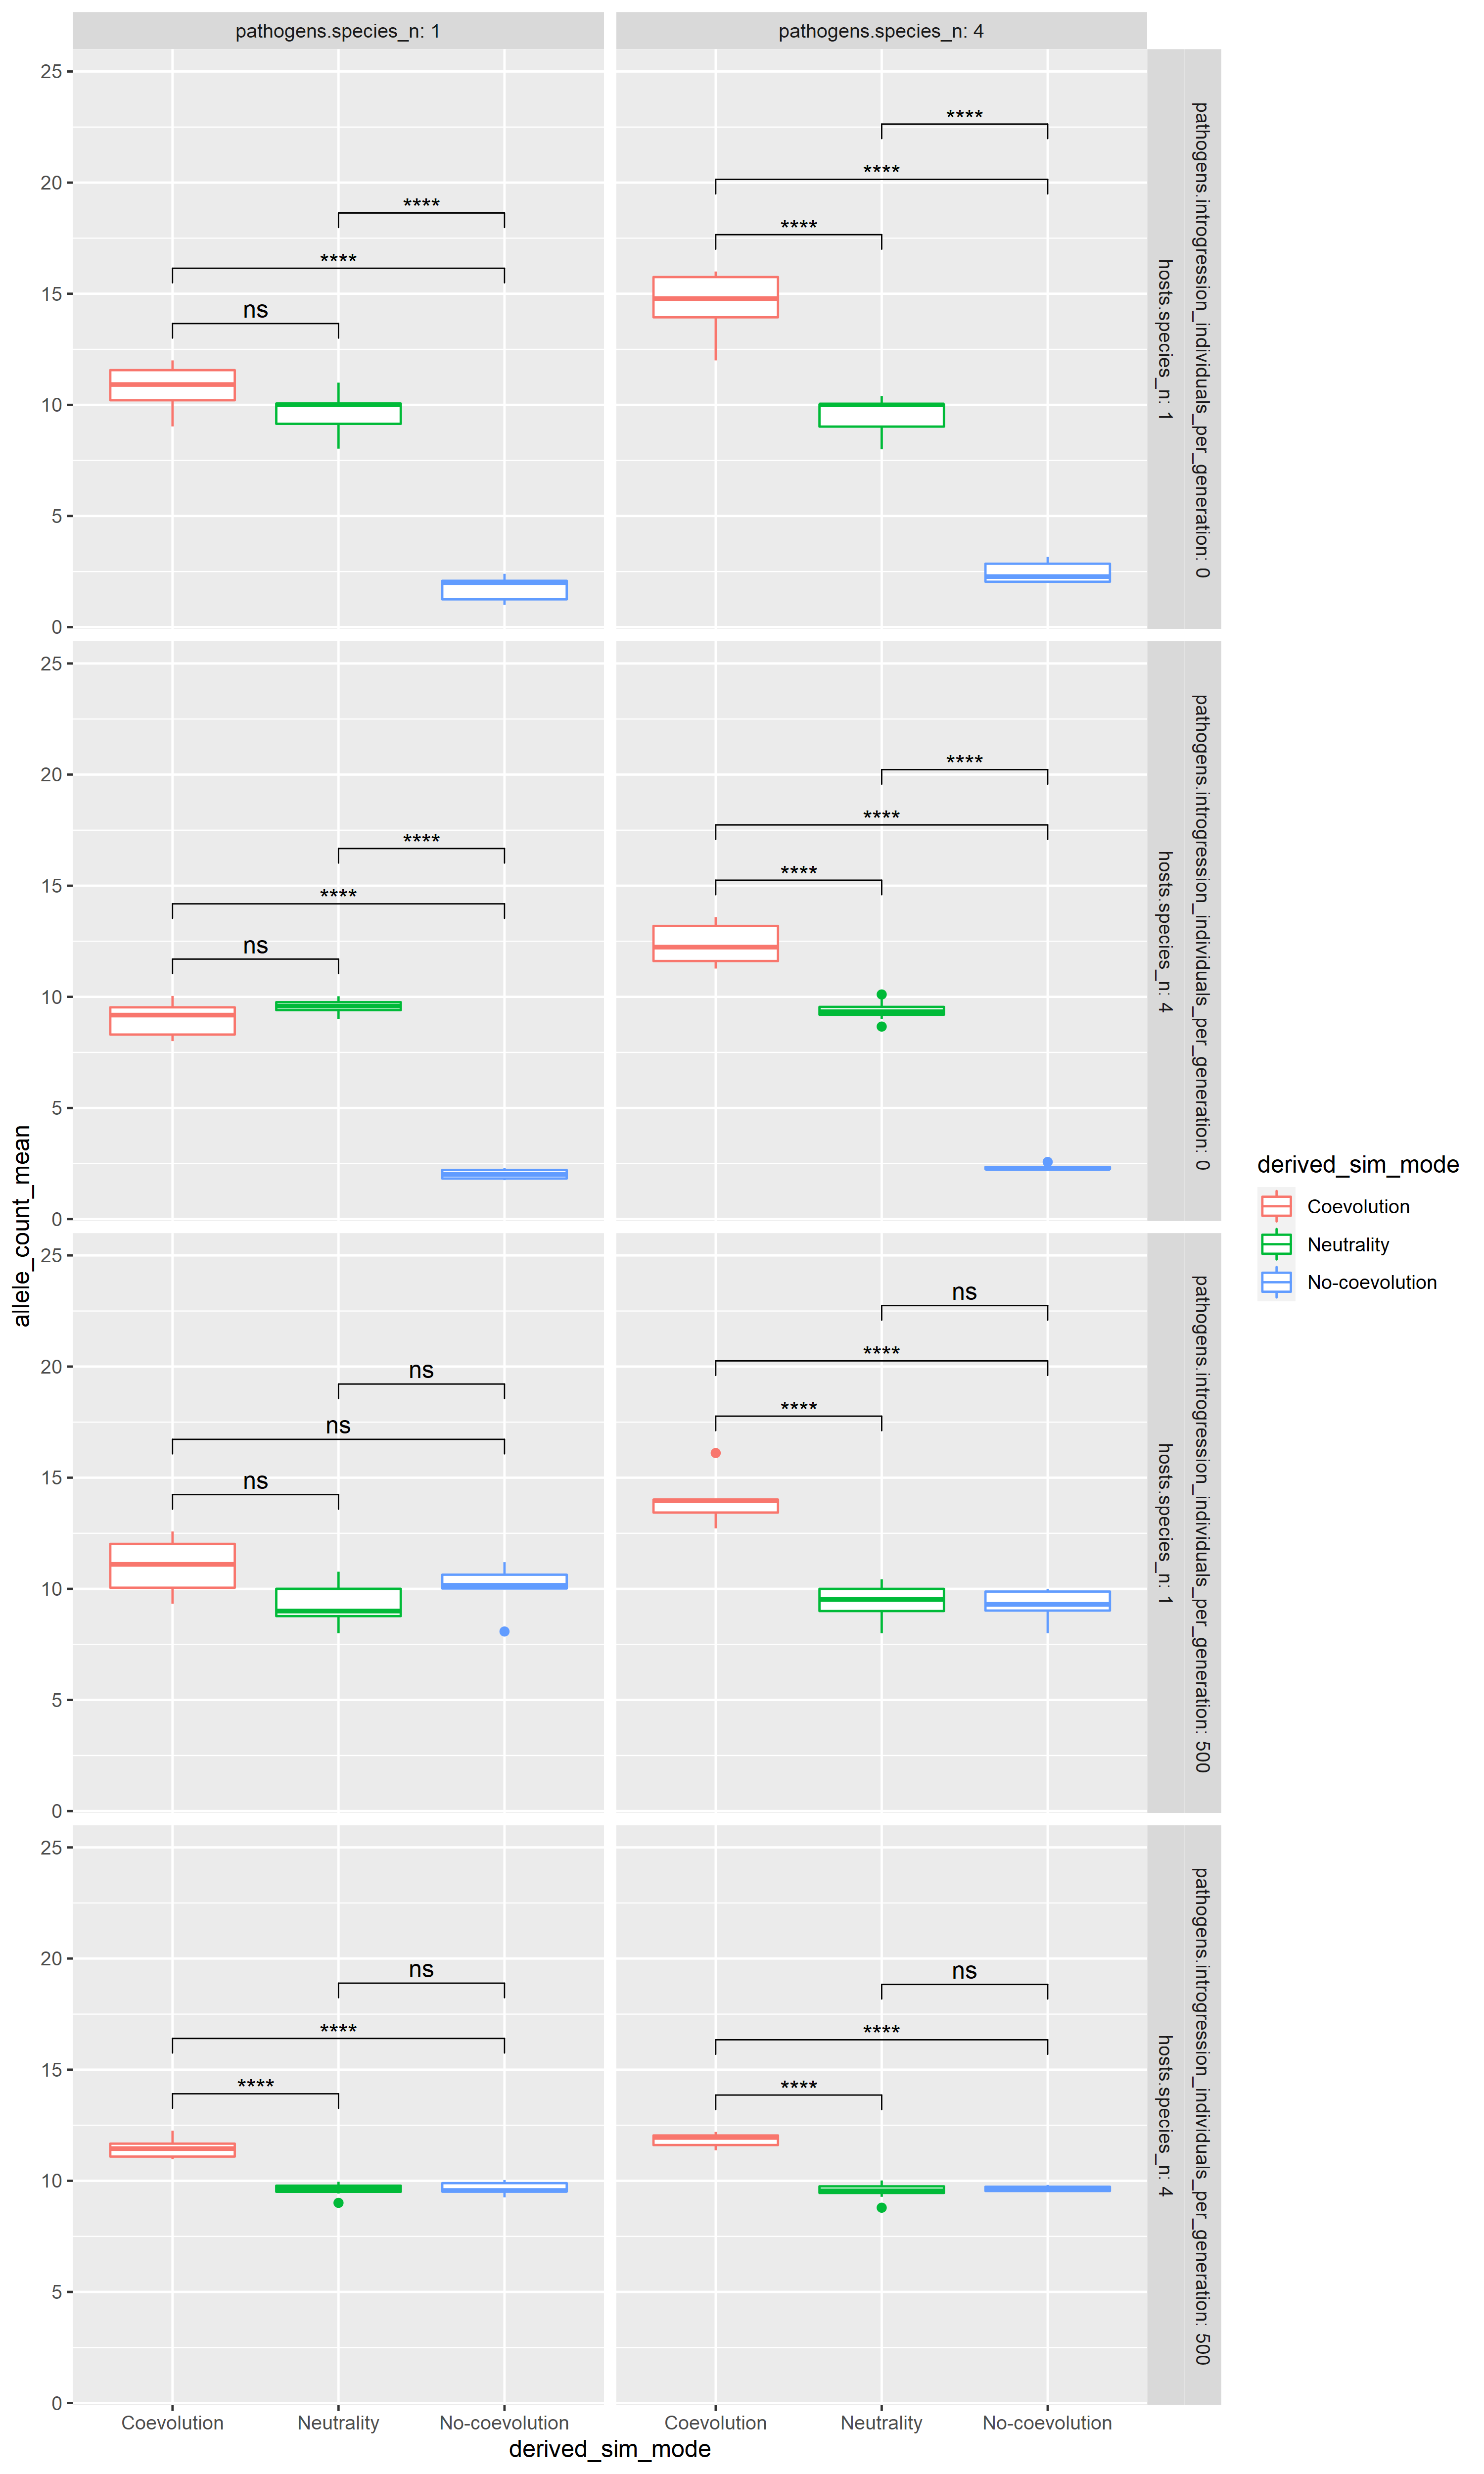 pathogens.species_n: 1
pathogens.species_n: 4
25
20
15
10
5
0
ns
****
****
****
****
****
hosts.species_n: 1
pathogens.introgression_individuals_per_generation: 0
25
20
15
10
5
0
ns
****
****
****
****
****
hosts.species_n: 4
pathogens.introgression_individuals_per_generation: 0
25
20
15
10
5
0
ns
ns
ns
****
****
ns
hosts.species_n: 1
pathogens.introgression_individuals_per_generation: 500
25
20
15
10
5
0
****
****
ns
****
****
ns
hosts.species_n: 4
pathogens.introgression_individuals_per_generation: 500
Coevolution
Neutrality
No-coevolution
Coevolution
Neutrality
No-coevolution
derived_sim_mode
allele_count_mean
derived_sim_mode
Coevolution
Neutrality
No-coevolution